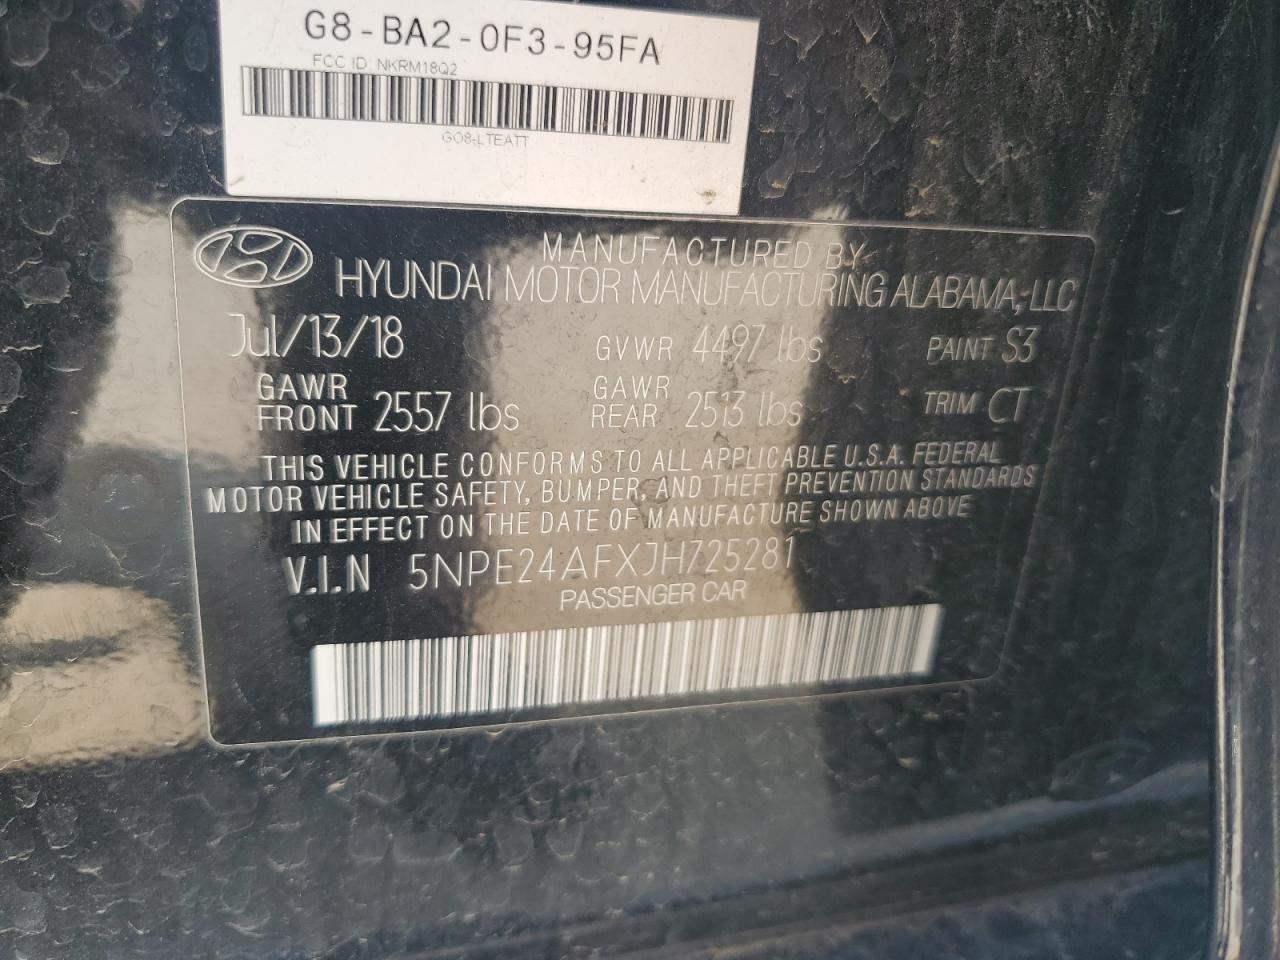 G8-BA2-0F3-95FA
FCC ID NKRM18Q2
GO8-LTEATT
MANUFACTURED BY
HYUNDAI MOTOR MANUFACTURING ALABAMA, LLC
Jul/13/18 GVWR 4497 lbs PAINT S3
GAWR FRONT 2557 lbs GAWR REAR 2513 lbs TRIM CT
THIS VEHICLE CONFORMS TO ALL APPLICABLE U.S.A. FEDERAL
MOTOR VEHICLE SAFETY, BUMPER, AND THEFT PREVENTION STANDARDS
IN EFFECT ON THE DATE OF MANUFACTURE SHOWN ABOVE
V.I.N 5NPE24AFXJH725281
PASSENGER CAR